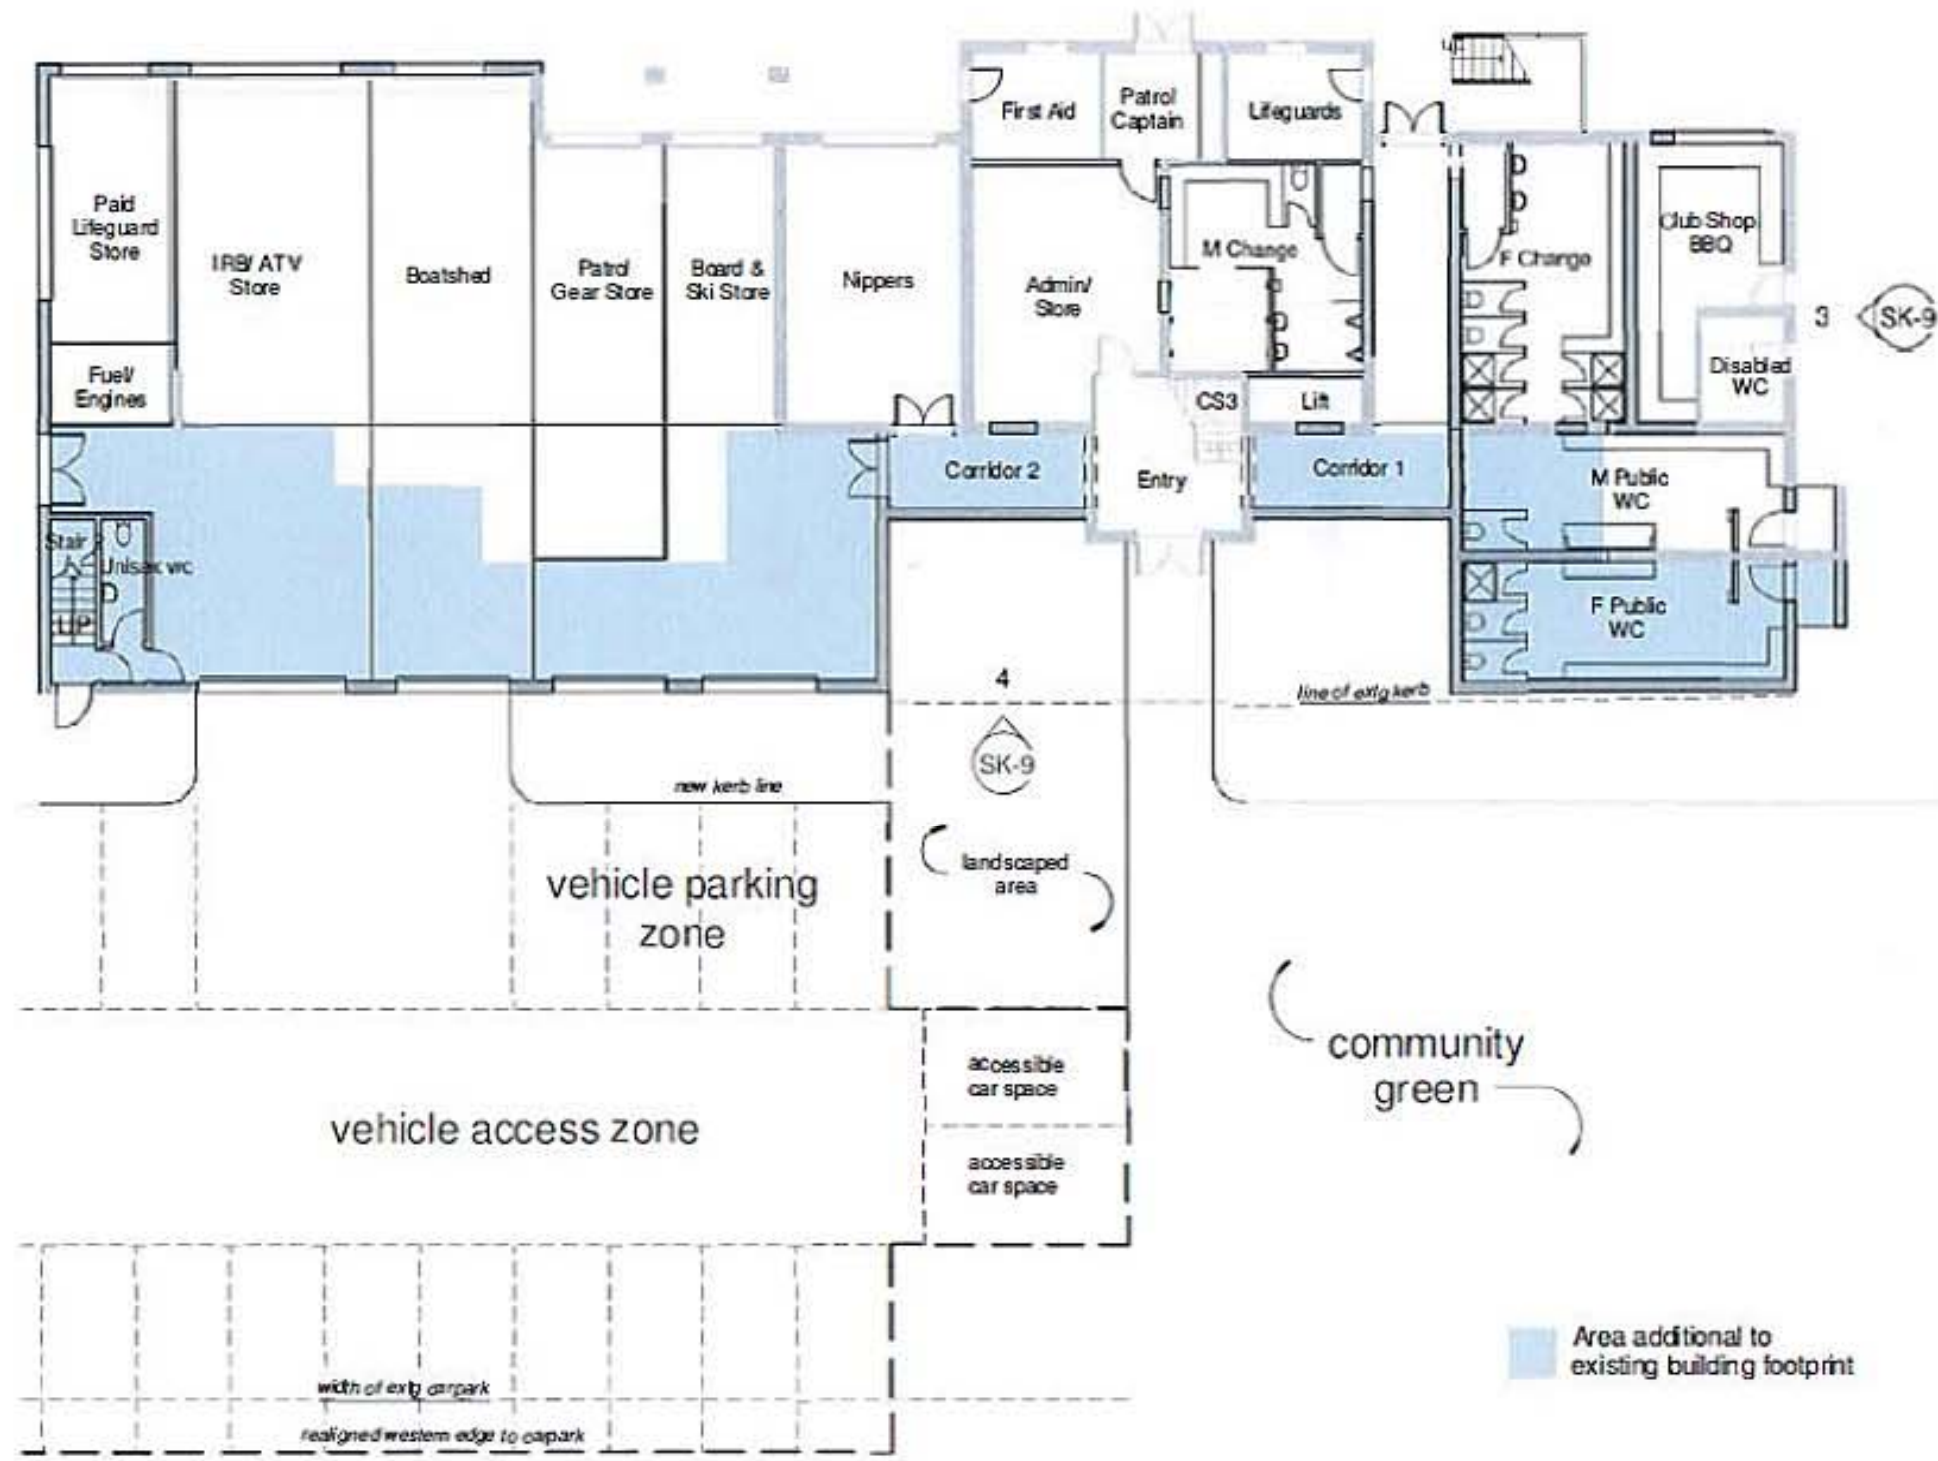 First Aid
Patrol
Captain
Lifeguards
Paid
Lifeguard
Store
IRB/ ATV
Store
Boatshed
Patrol
Gear Store
Board &
Ski Store
Nippers
Admin/
Store
M Change
F Change
Club Shop
BBQ
3
SK-9
Disabled
WC
Fuel/
Engines
CS3
Lift
Corridor 2
Entry
Corridor 1
M Public
WC
Stair
Unisex wc
UP
F Public
WC
4
SK-9
line of extg kerb
new kerb line
vehicle parking
zone
landscaped
area
community
green
accessible
car space
vehicle access zone
accessible
car space
Area additional to
existing building footprint
width of extg carpark
realigned western edge to carpark